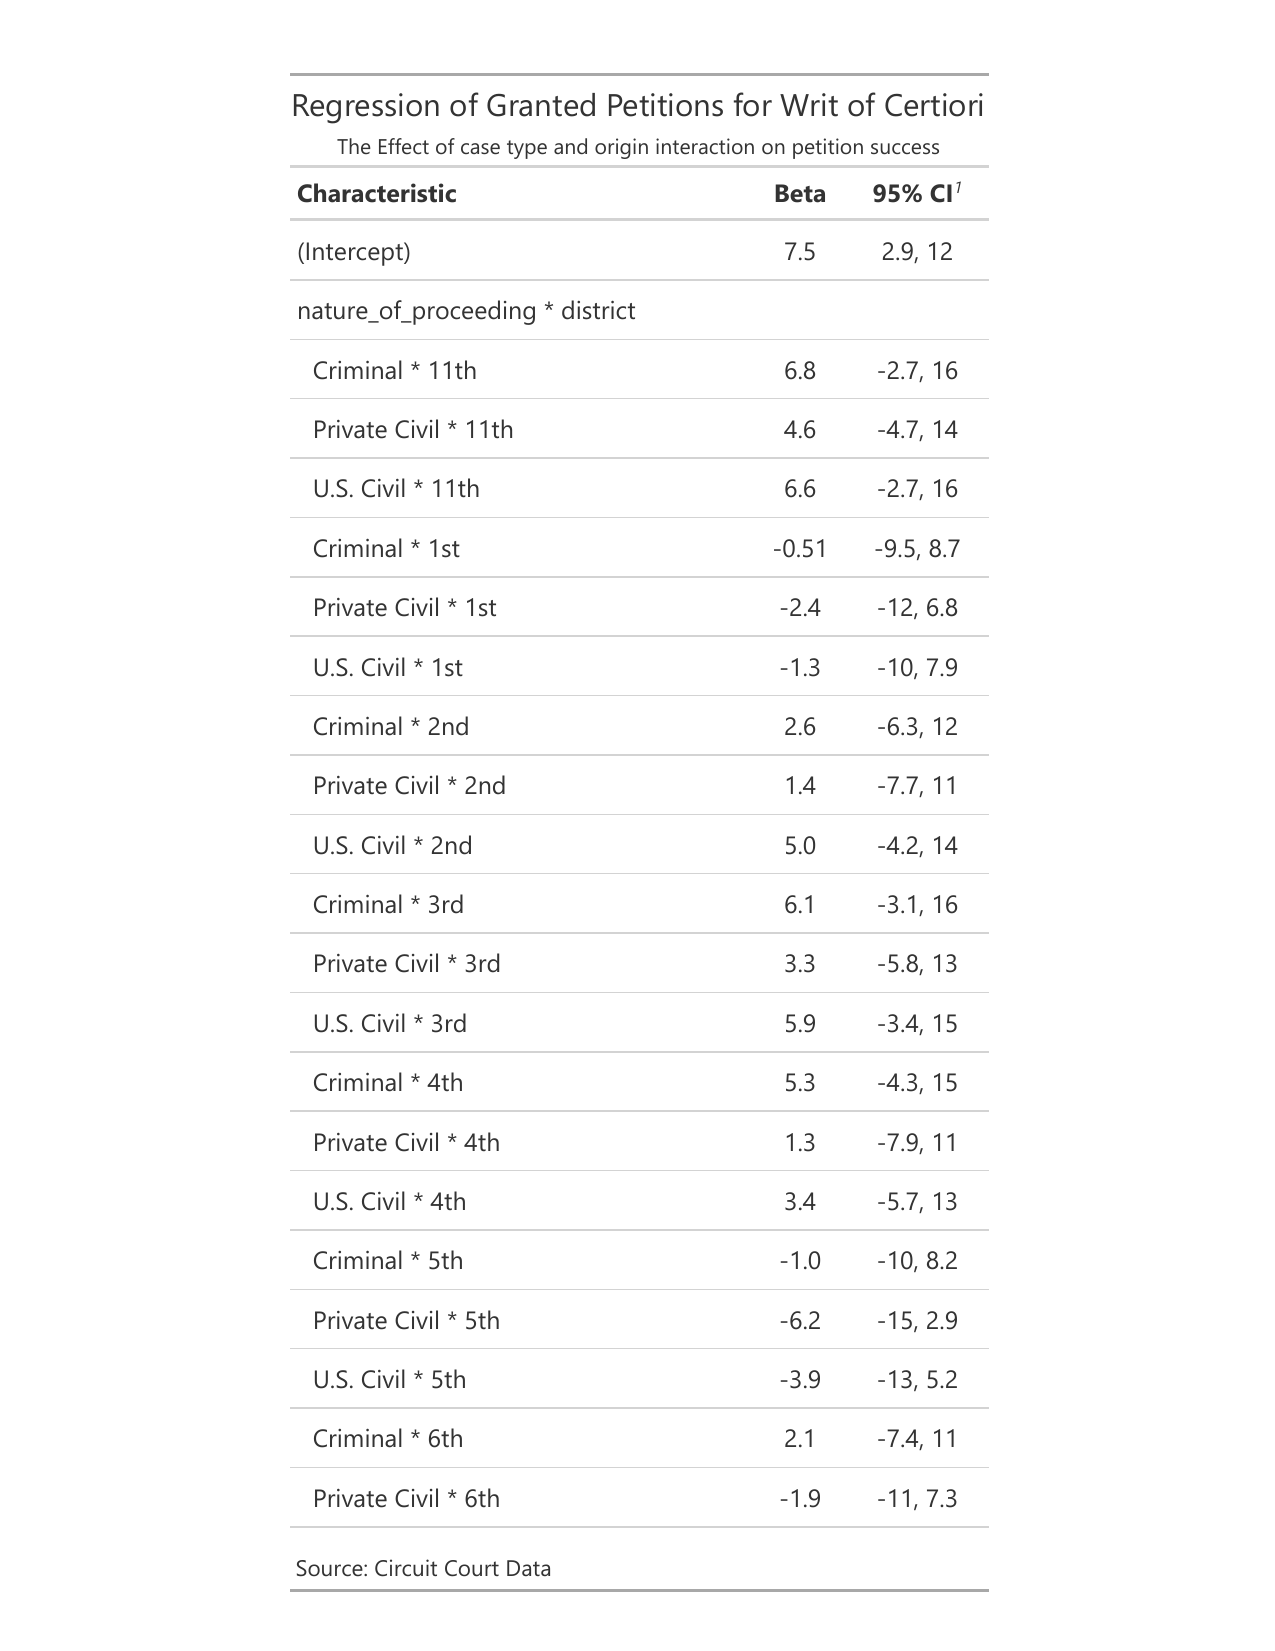 Regression of Granted Petitions for Writ of Certiori
The Effect of case type and origin interaction on petition success
Characteristic Beta 95% CI1
(Intercept) 7.5 2.9, 12
nature_of_proceeding * district
Criminal * 11th 6.8 -2.7, 16
Private Civil * 11th 4.6 -4.7, 14
U.S. Civil * 11th 6.6 -2.7, 16
Criminal * 1st -0.51 -9.5, 8.7
Private Civil * 1st -2.4 -12, 6.8
U.S. Civil * 1st -1.3 -10, 7.9
Criminal * 2nd 2.6 -6.3, 12
Private Civil * 2nd 1.4 -7.7, 11
U.S. Civil * 2nd 5.0 -4.2, 14
Criminal * 3rd 6.1 -3.1, 16
Private Civil * 3rd 3.3 -5.8, 13
U.S. Civil * 3rd 5.9 -3.4, 15
Criminal * 4th 5.3 -4.3, 15
Private Civil * 4th 1.3 -7.9, 11
U.S. Civil * 4th 3.4 -5.7, 13
Criminal * 5th -1.0 -10, 8.2
Private Civil * 5th -6.2 -15, 2.9
U.S. Civil * 5th -3.9 -13, 5.2
Criminal * 6th 2.1 -7.4, 11
Private Civil * 6th -1.9 -11, 7.3
Source: Circuit Court Data